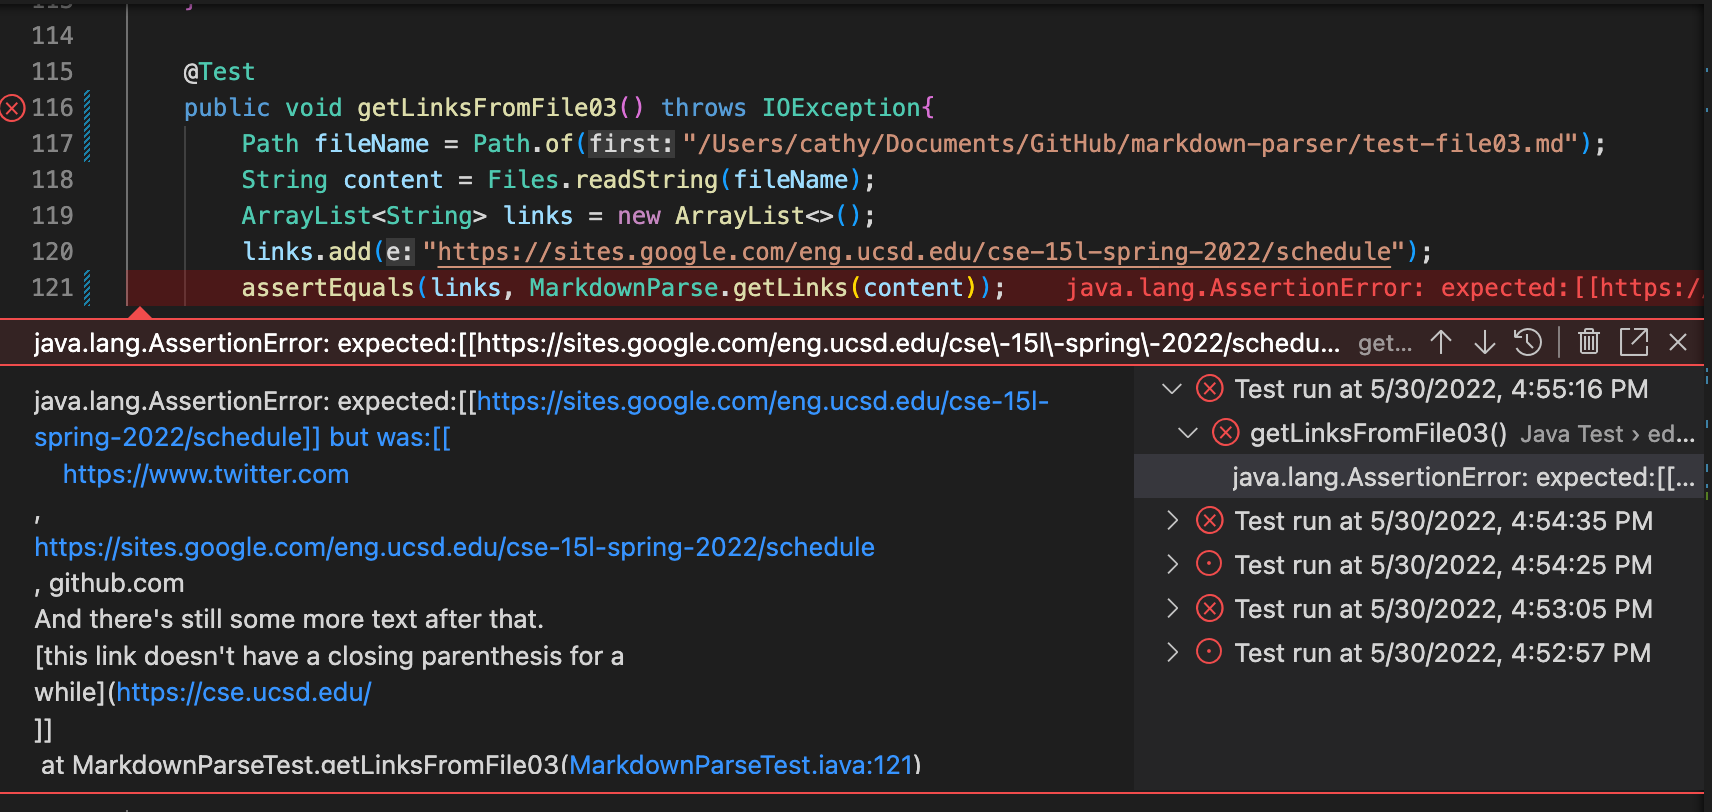 113 }
114
115 @Test
116 public void getLinksFromFile03() throws IOException{
117 Path fileName = Path.of(first: "/Users/cathy/Documents/GitHub/markdown-parser/test-file03.md");
118 String content = Files.readString(fileName);
119 ArrayList<String> links = new ArrayList<>();
120 links.add(e: "https://sites.google.com/eng.ucsd.edu/cse-15l-spring-2022/schedule");
121 assertEquals(links, MarkdownParse.getLinks(content)); java.lang.AssertionError: expected:[[https:/
java.lang.AssertionError: expected:[[https://sites.google.com/eng.ucsd.edu/cse\-15l\-spring\-2022/schedu... get...
java.lang.AssertionError: expected:[[https://sites.google.com/eng.ucsd.edu/cse-15l-
spring-2022/schedule]] but was:[[
https://www.twitter.com
,
https://sites.google.com/eng.ucsd.edu/cse-15l-spring-2022/schedule
, github.com
And there's still some more text after that.
[this link doesn't have a closing parenthesis for a
while](https://cse.ucsd.edu/
]]
at MarkdownParseTest.getLinksFromFile03(MarkdownParseTest.java:121)
Test run at 5/30/2022, 4:55:16 PM
getLinksFromFile03() Java Test › ed...
java.lang.AssertionError: expected:[[...
Test run at 5/30/2022, 4:54:35 PM
Test run at 5/30/2022, 4:54:25 PM
Test run at 5/30/2022, 4:53:05 PM
Test run at 5/30/2022, 4:52:57 PM